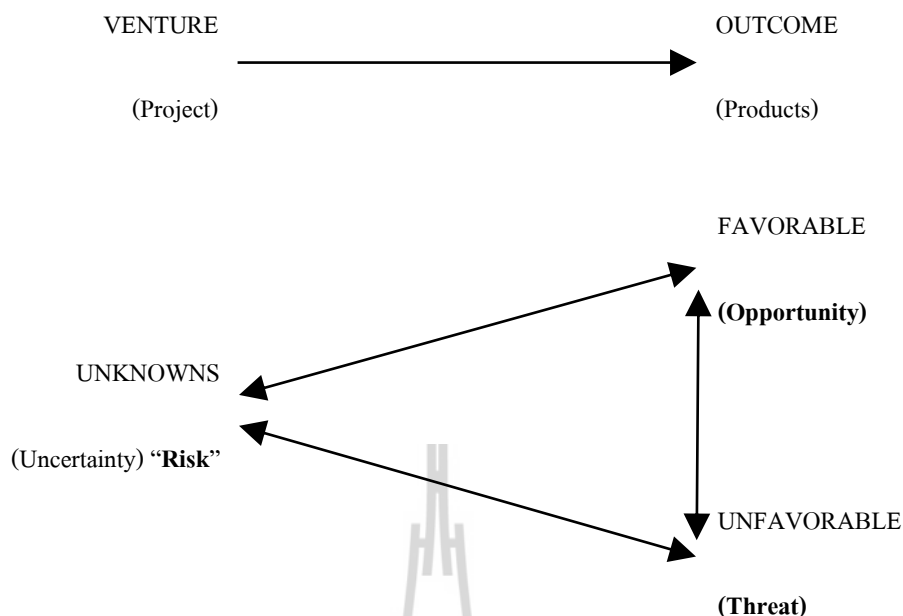 VENTURE
OUTCOME
(Project)
(Products)
FAVORABLE
(Opportunity)
UNKNOWNS
(Uncertainty) “Risk”
UNFAVORABLE
(Threat)